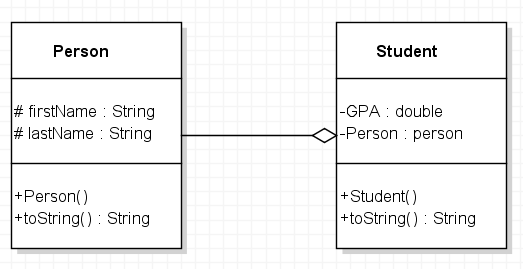 Person
# firstName : String
# lastName : String
+Person()
+toString() : String
Student
-GPA : double
-Person : person
+Student()
+toString() : String